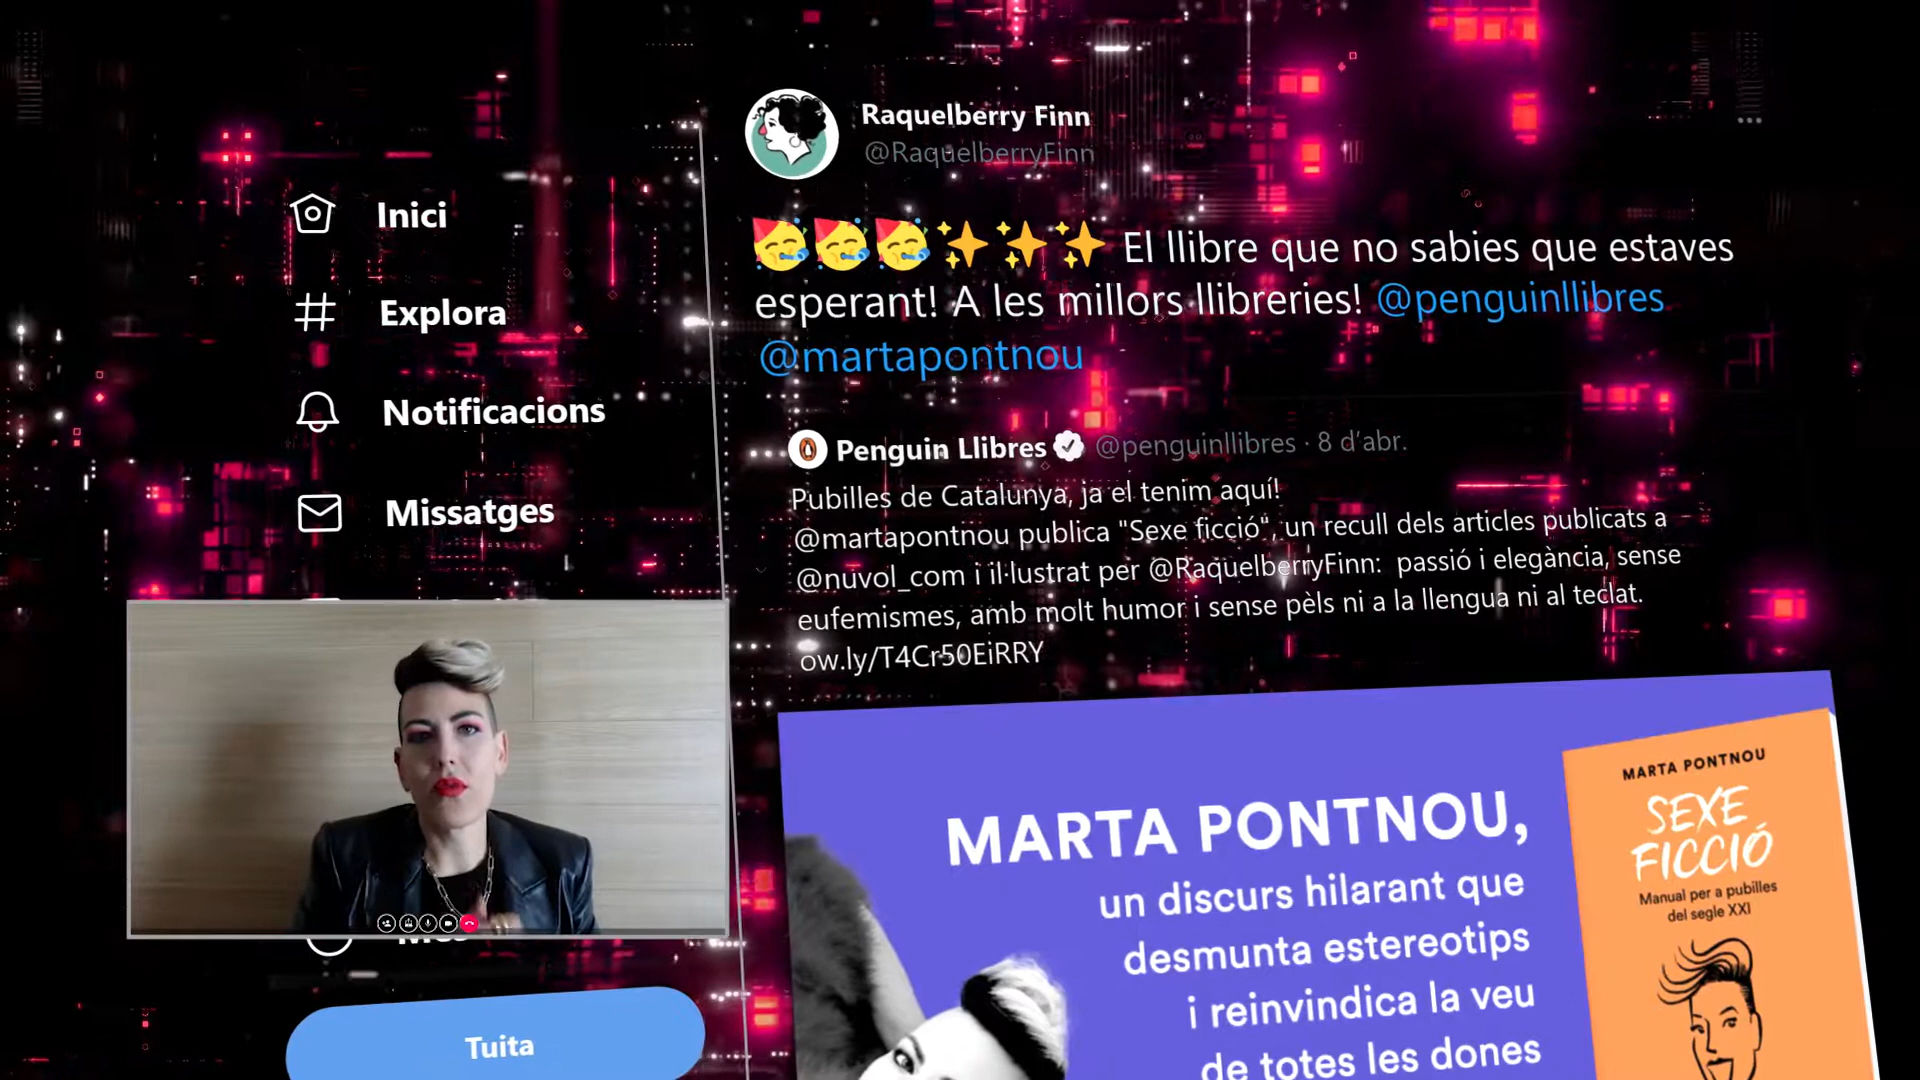 Inici
Explora
Notificacions
Missatges
Més
Tuita
Raquelberry Finn
@RaquelberryFinn
El llibre que no sabies que estaves
esperant! A les millors llibreries! @penguinllibres
@martapontnou
Penguin Llibres @penguinllibres · 8 d’abr.
Pubilles de Catalunya, ja el tenim aquí!
@martapontnou publica "Sexe ficció", un recull dels articles publicats a
@nuvol_com i il·lustrat per @RaquelberryFinn: passió i elegància, sense
eufemismes, amb molt humor i sense pèls ni a la llengua ni al teclat.
ow.ly/T4Cr50EiRRY
MARTA PONTNOU,
un discurs hilarant que
desmunta estereotips
i reinvindica la veu
de totes les dones
MARTA PONTNOU
SEXE
FICCIÓ
Manual per a pubilles
del segle XXI